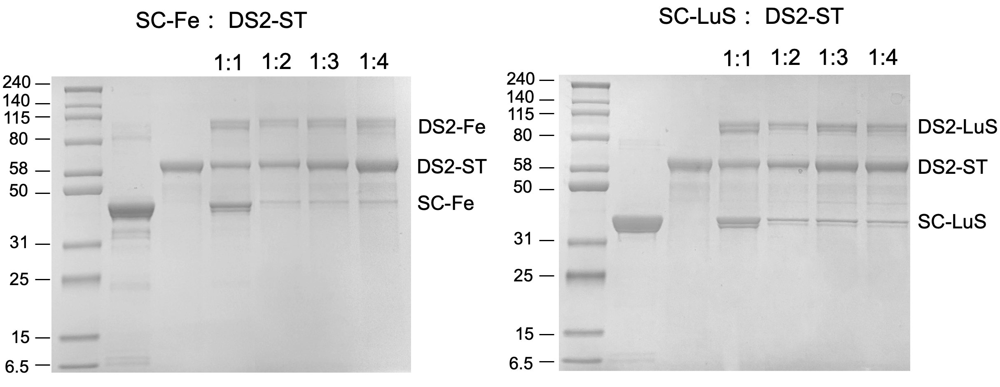 SC-Fe : DS2-ST
1:1 1:2 1:3 1:4
240
140
115
80
58
50
31
25
15
6.5
DS2-Fe
DS2-ST
SC-Fe
SC-LuS : DS2-ST
1:1 1:2 1:3 1:4
240
140
115
80
58
50
31
25
15
6.5
DS2-LuS
DS2-ST
SC-LuS